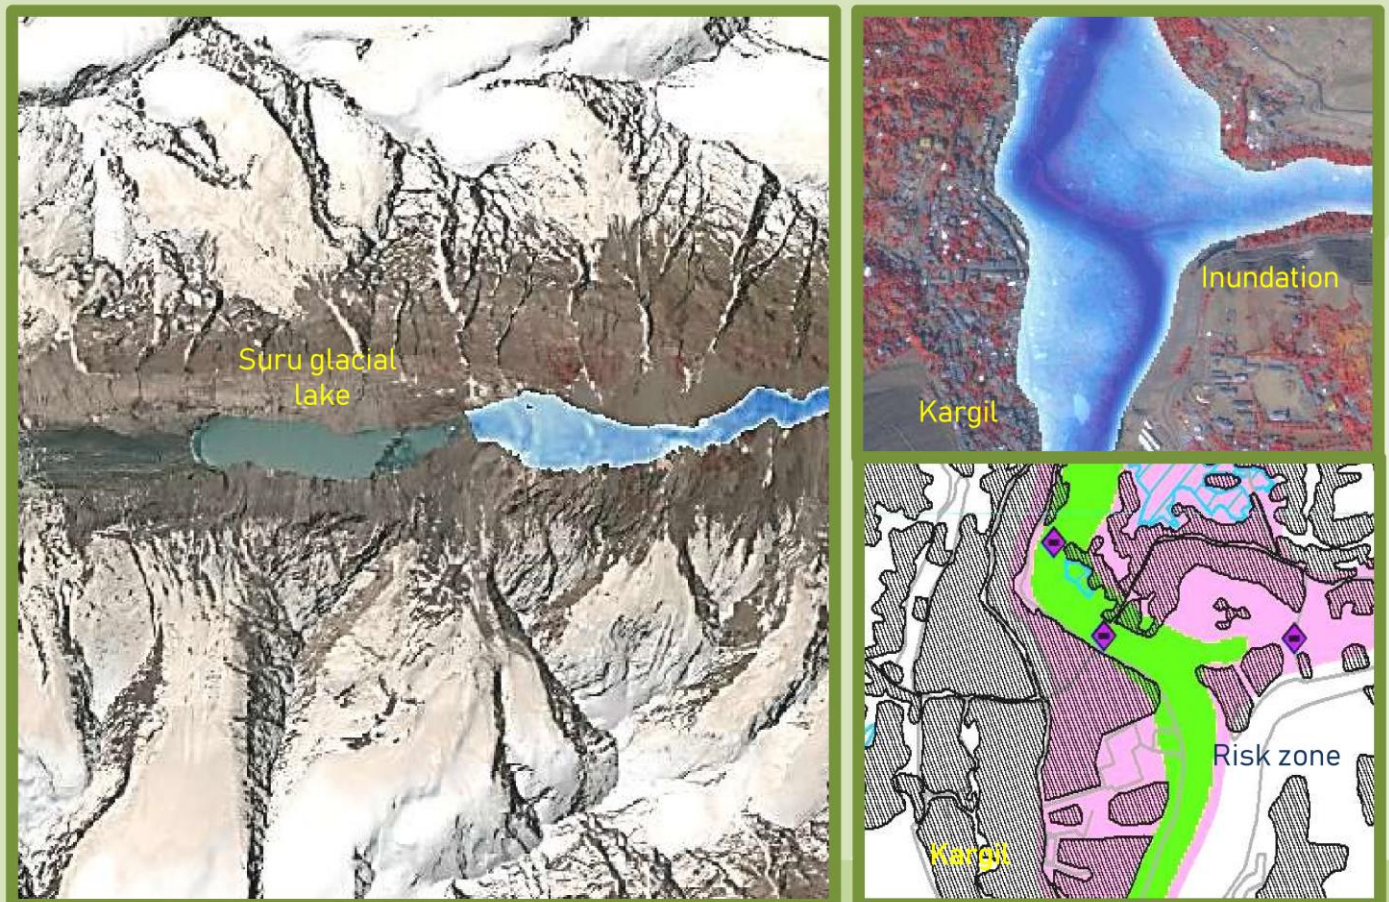 Suru glacial
lake
Inundation
Kargil
Risk zone
Kargil